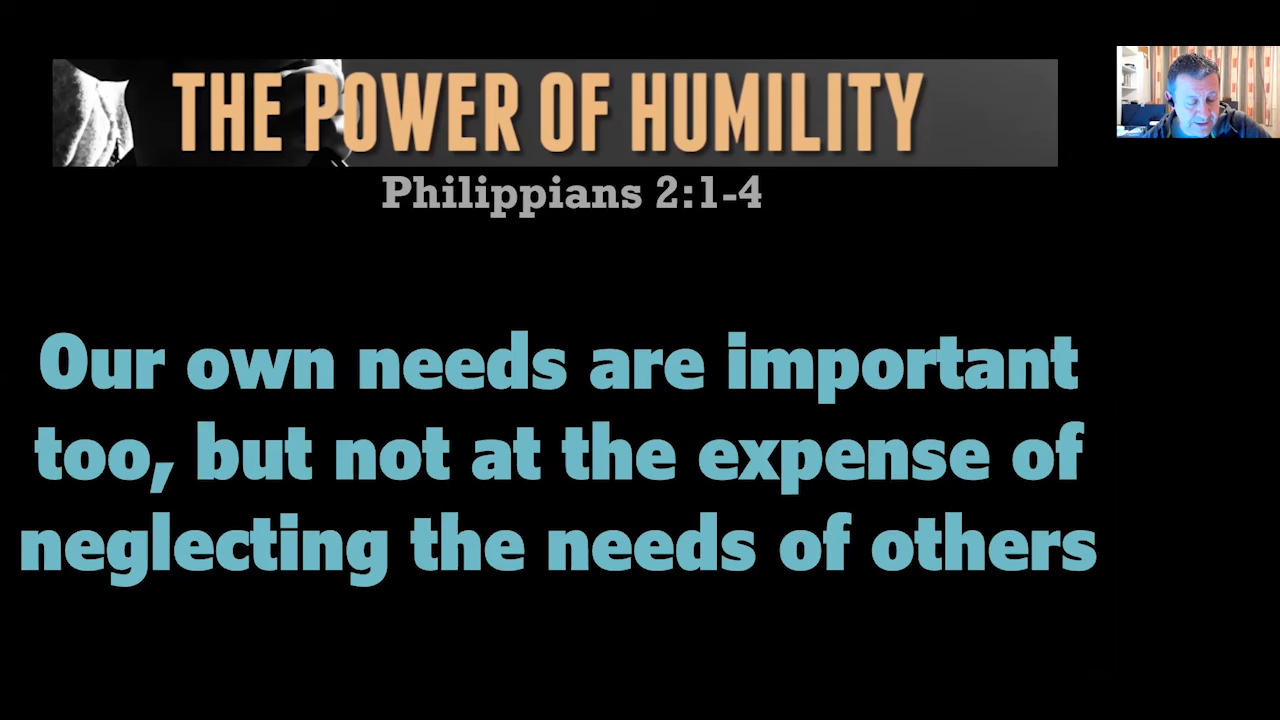 THE POWER OF HUMILITY
Philippians 2:1-4
Our own needs are important
too, but not at the expense of
neglecting the needs of others